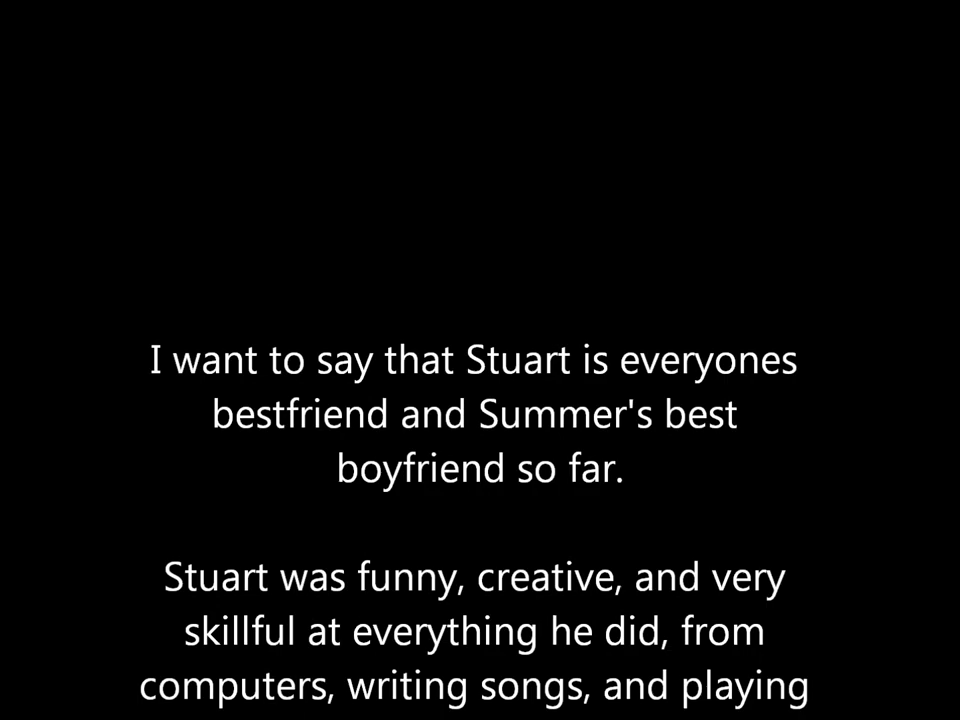 I want to say that Stuart is everyones
bestfriend and Summer's best
boyfriend so far.
Stuart was funny, creative, and very
skillful at everything he did, from
computers, writing songs, and playing